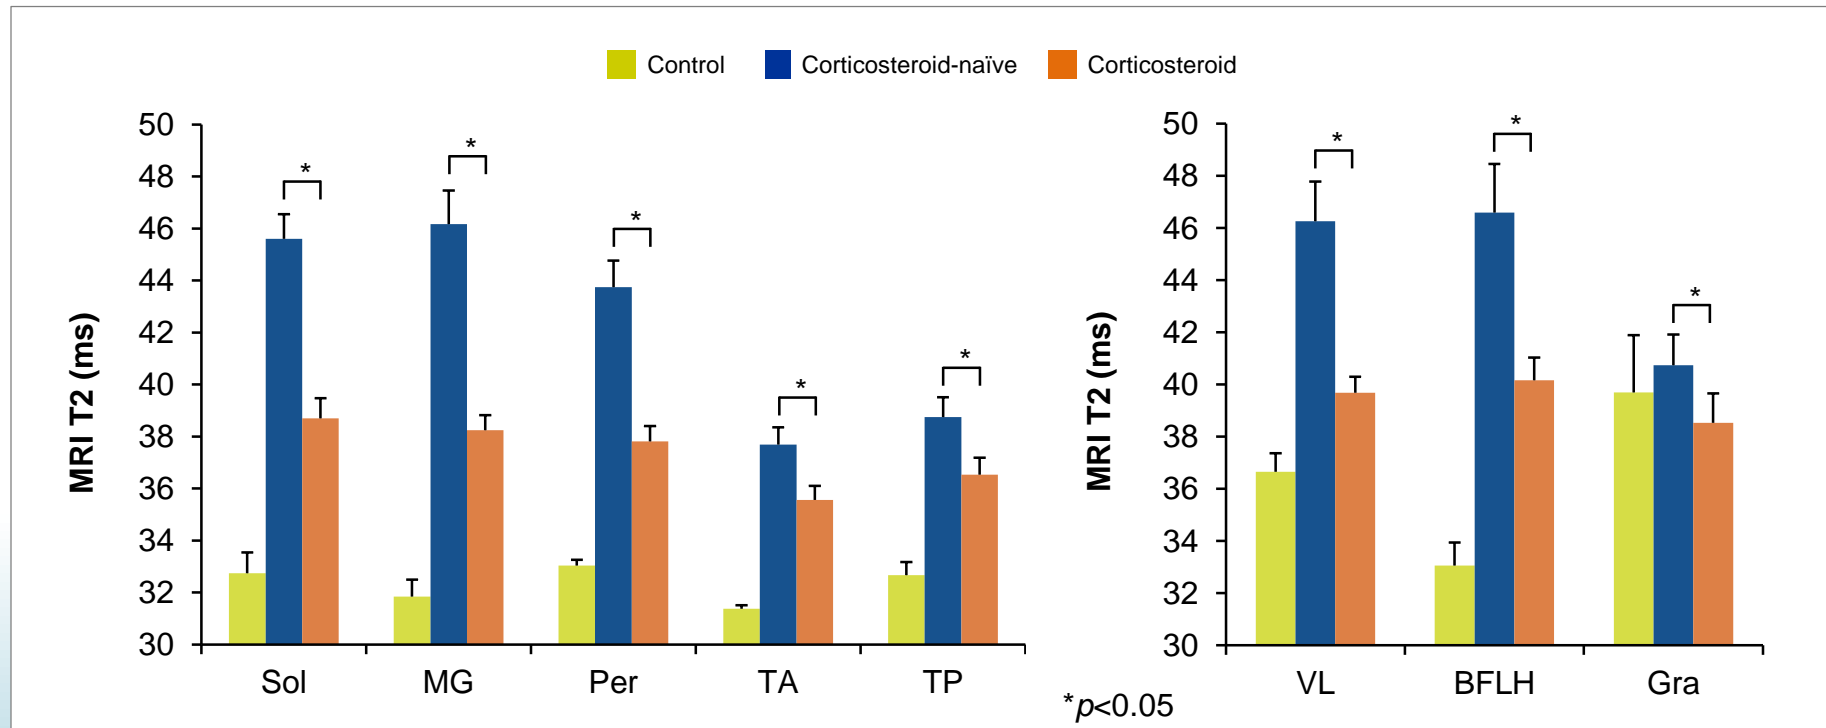 Control Corticosteroid-naïve Corticosteroid
MRI T2 (ms)
50
48
46
44
42
40
38
36
34
32
30
* * * * *
Sol MG Per TA TP
MRI T2 (ms)
50
48
46
44
42
40
38
36
34
32
30
* * *
VL BFLH Gra
*p<0.05